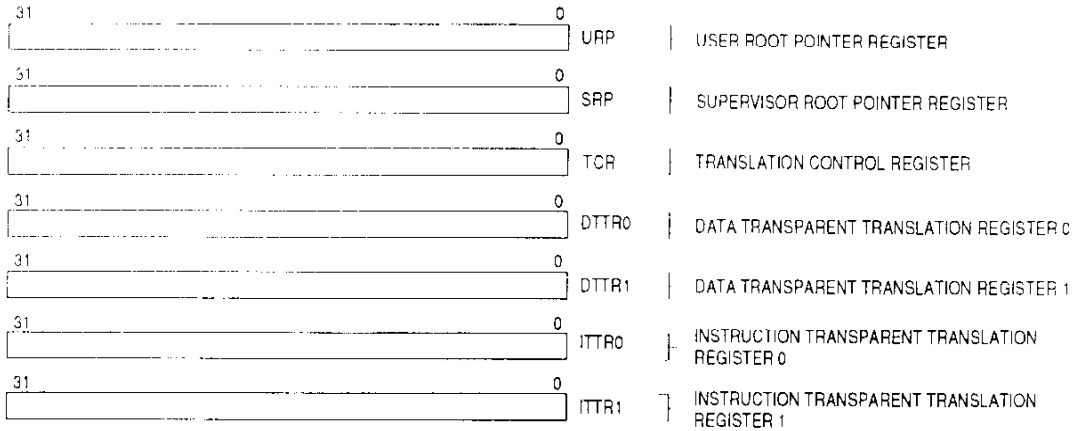 31 0
URP USER ROOT POINTER REGISTER
31 0
SRP SUPERVISOR ROOT POINTER REGISTER
31 0
TCR TRANSLATION CONTROL REGISTER
31 0
DTTR0 DATA TRANSPARENT TRANSLATION REGISTER 0
31 0
DTTR1 DATA TRANSPARENT TRANSLATION REGISTER 1
31 0
ITTR0 INSTRUCTION TRANSPARENT TRANSLATION
REGISTER 0
31 0
ITTR1 INSTRUCTION TRANSPARENT TRANSLATION
REGISTER 1